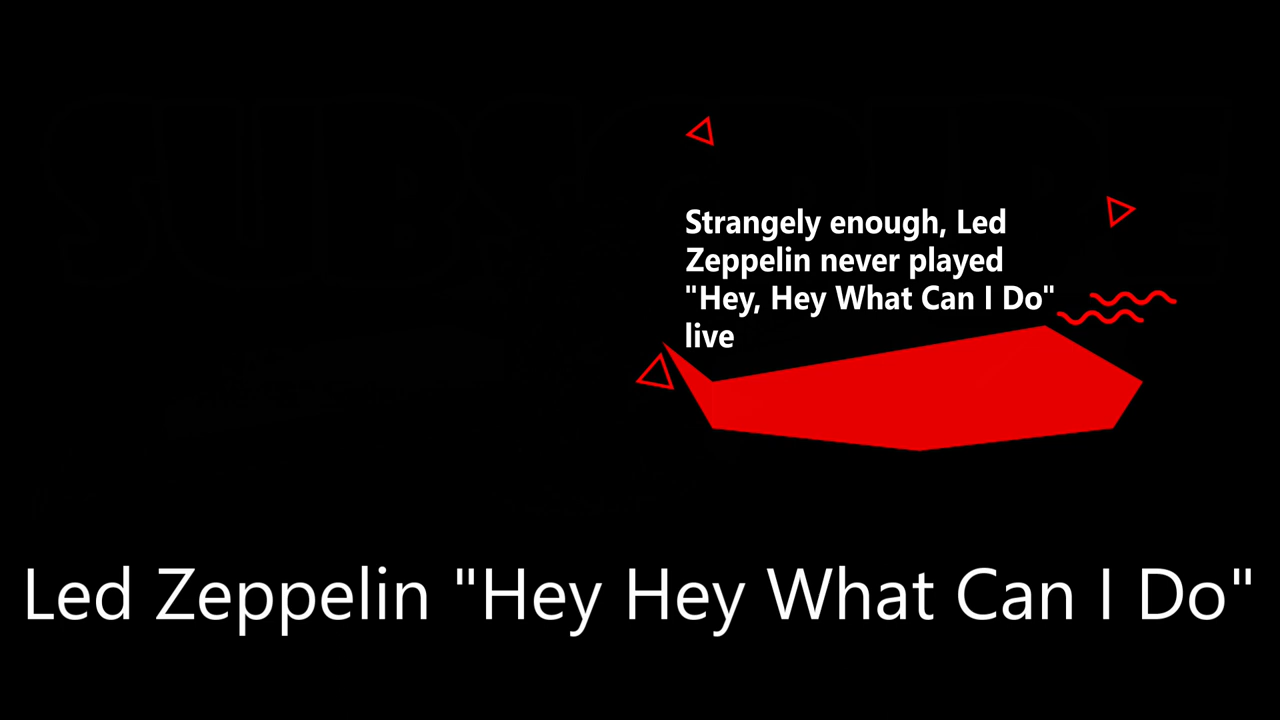 Strangely enough, Led
Zeppelin never played
"Hey, Hey What Can I Do"
live
Led Zeppelin "Hey Hey What Can I Do"